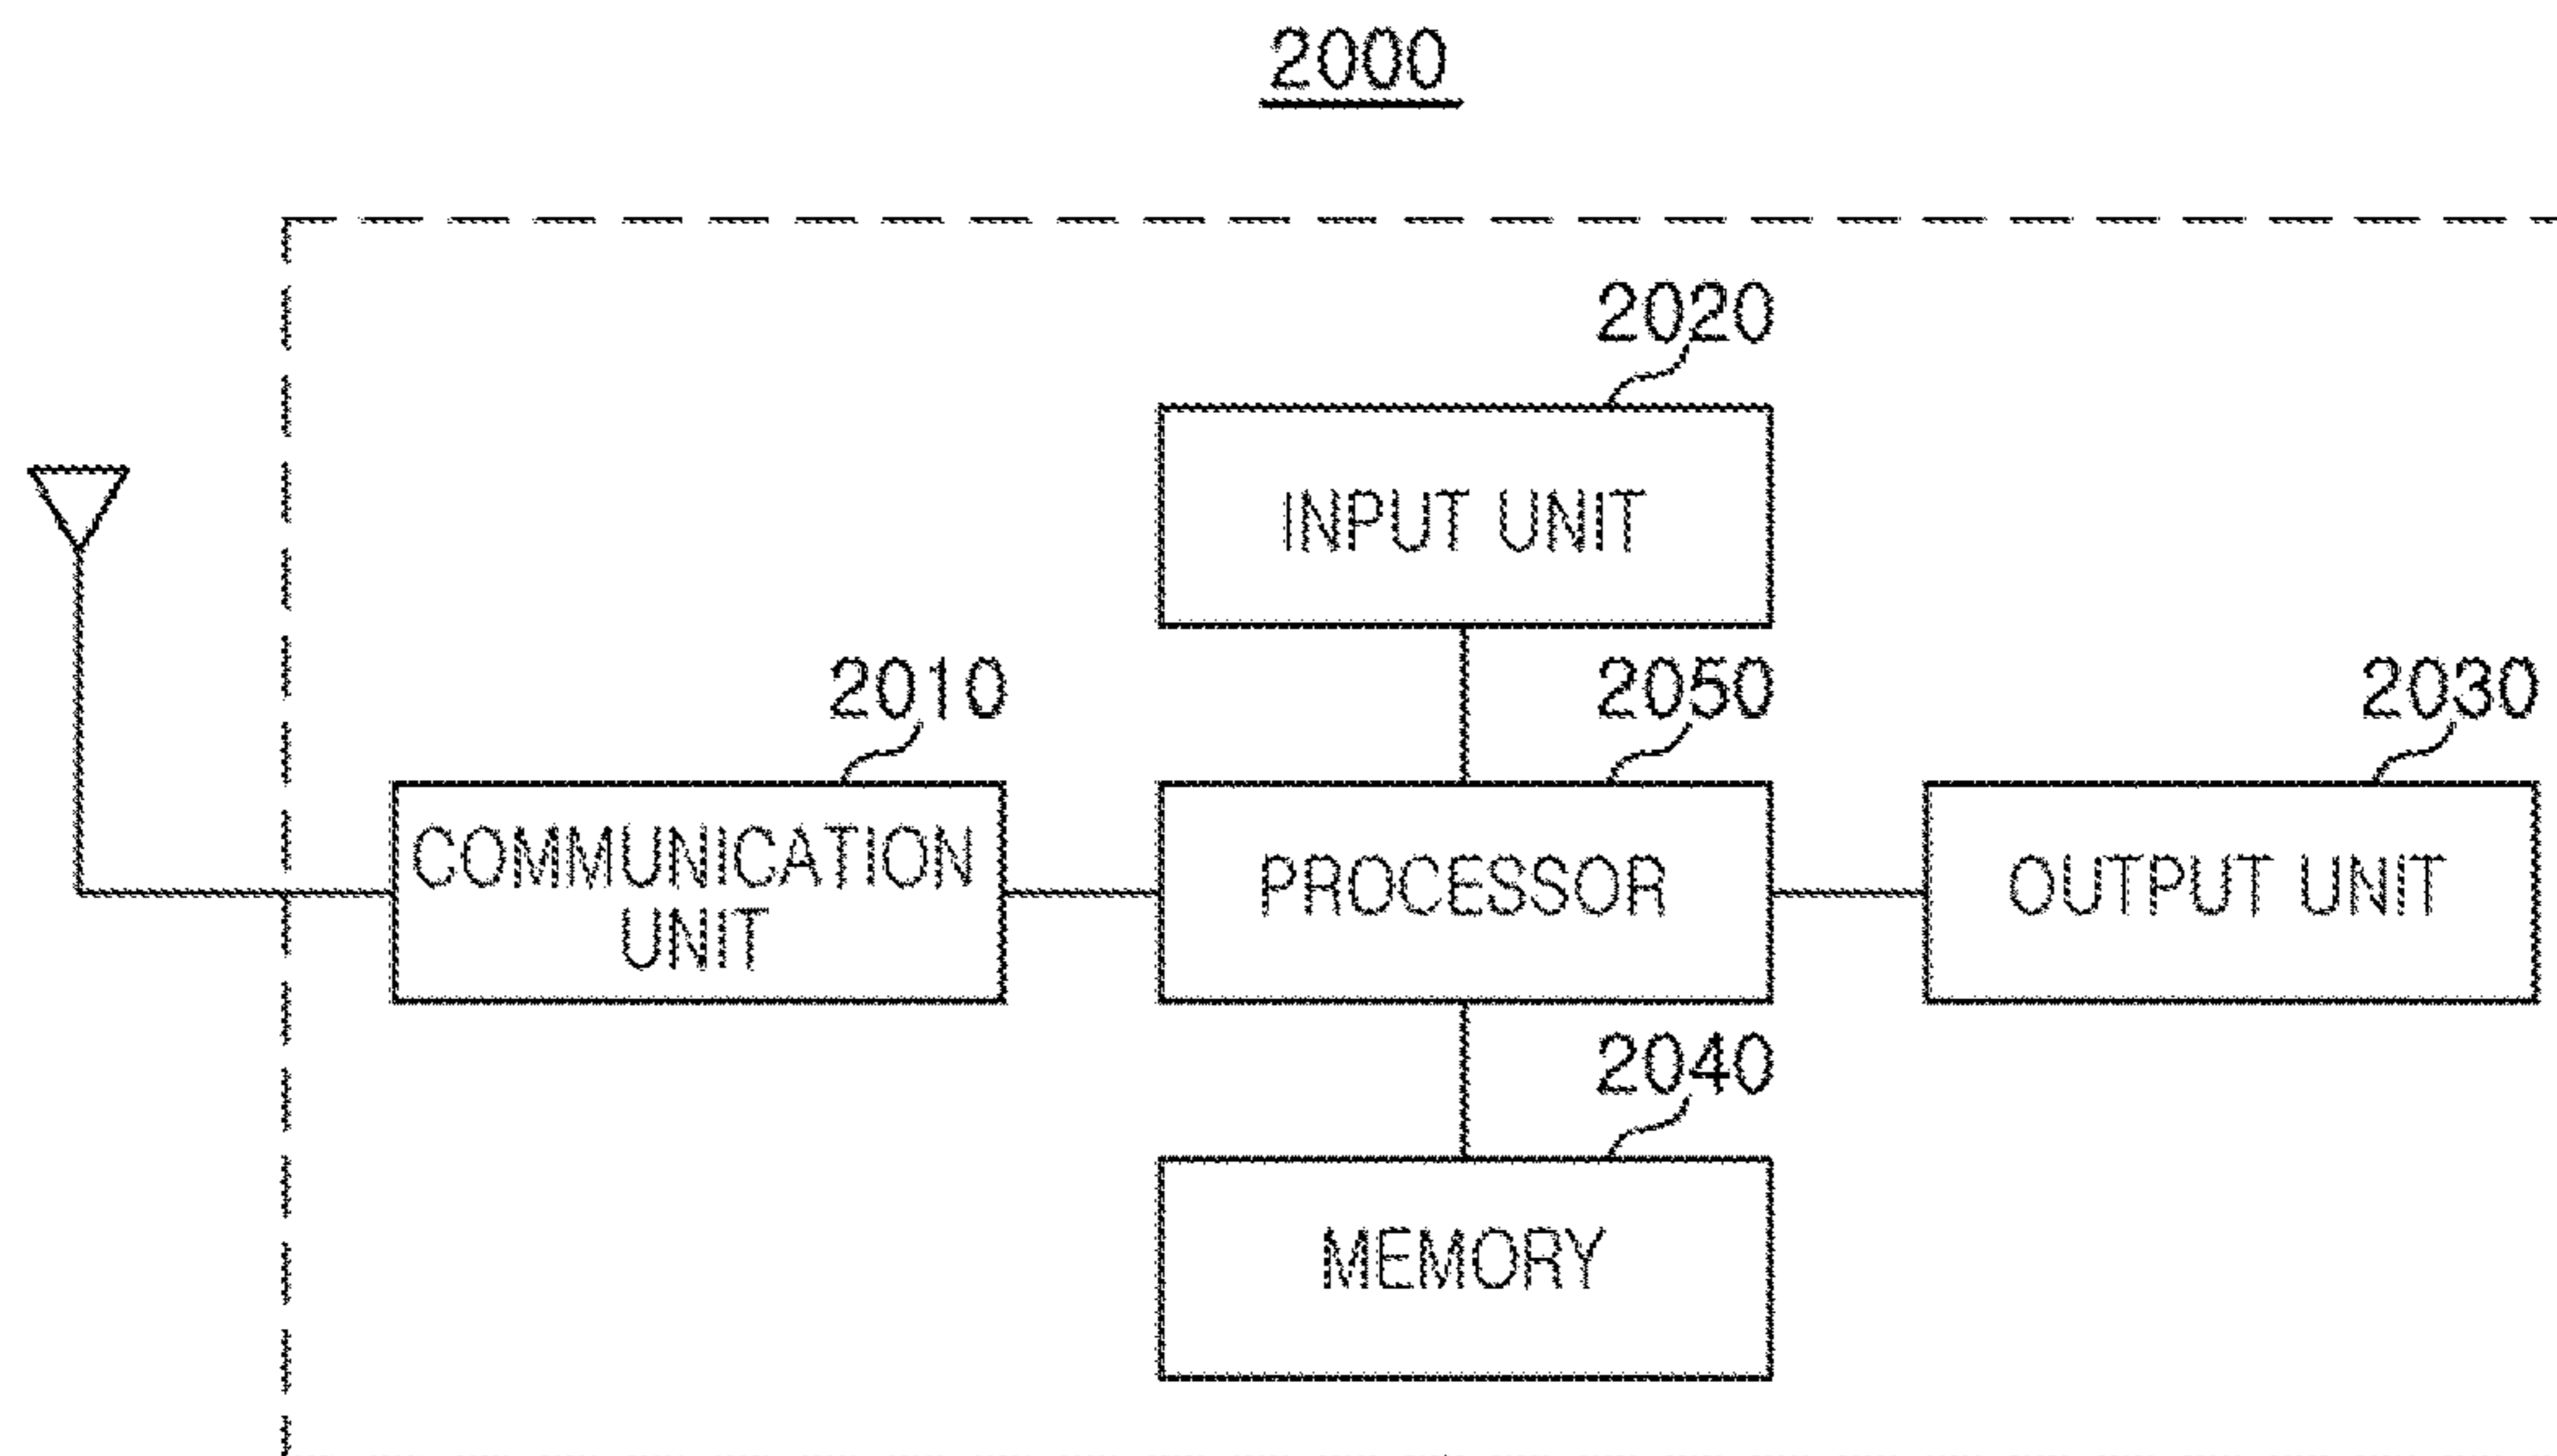 2000
2020
INPUT UNIT
2010
2050
2030
COMMUNICATION
UNIT
PROCESSOR
OUTPUT UNIT
2040
MEMORY